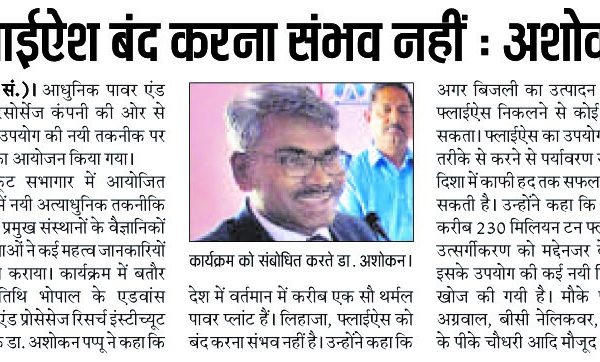 लाईऐश बंद करना संभव नहीं : अशोक
सं.)। आधुनिक पावर एंड
सोर्सेज कंपनी की ओर से
उपयोग की नयी तकनीक पर
का आयोजन किया गया।
कूट सभागार में आयोजित
में नयी अत्याधुनिक तकनीकि
प्रमुख संस्थानों के वैज्ञानिकों
ाओं ने कई महत्व जानकारियों
कराया। कार्यक्रम में बतौर
तिथि भोपाल के एडवांस
एंड प्रोसेसेज रिसर्च इंस्टीच्यूट
डा. अशोकन पप्पू ने कहा कि
कार्यक्रम को संबोधित करते डा. अशोकन।
देश में वर्तमान में करीब एक सौ थर्मल
पावर प्लांट हैं। लिहाजा, फ्लाईऐस को
बंद करना संभव नहीं है। उन्होंने कहा कि
अगर बिजली का उत्पादन
फ्लाईऐस निकलने से कोई
सकता। फ्लाईऐस का उपयोग
तरीके से करने से पर्यावरण
दिशा में काफी हद तक सफल
सकती है। उन्होंने कहा कि
करीब 230 मिलियन टन
उत्सर्गीकरण को मद्देनजर
इसके उपयोग की कई नयी
खोज की गयी है। मौके
अग्रवाल, बीसी नेलिकवर,
के पीके चौधरी आदि मौजूद